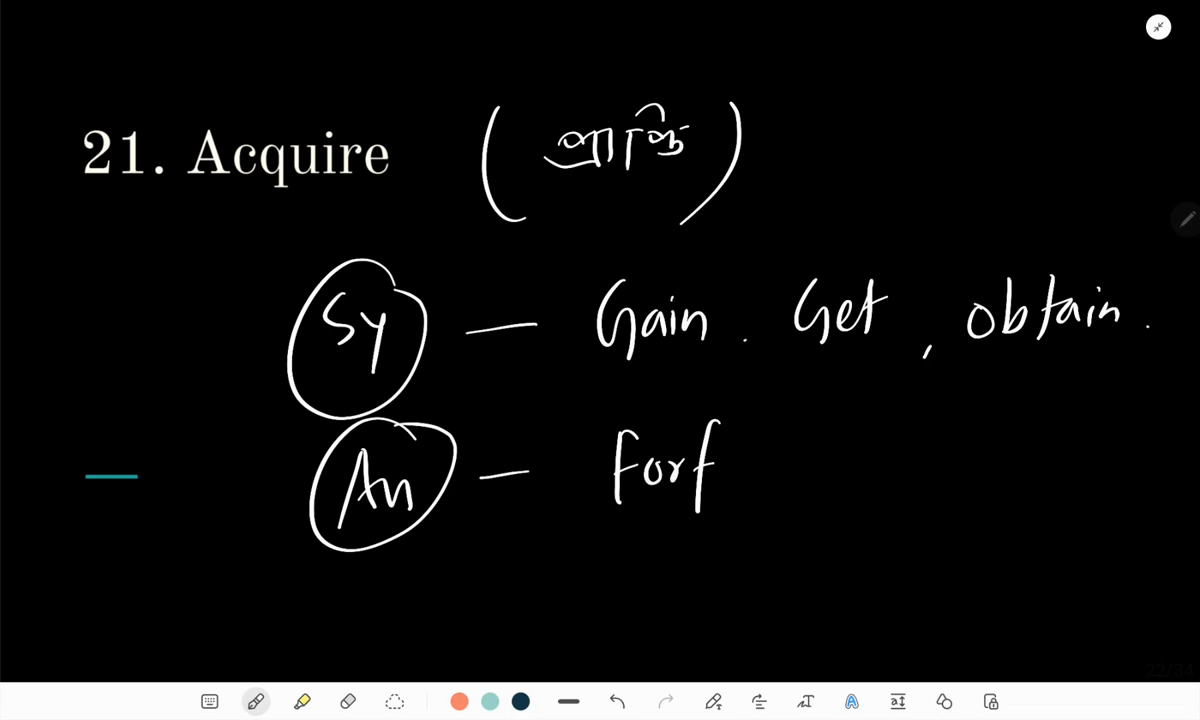 21. Acquire (প্রাপ্তি)
Sy — Gain. Get, obtain.
An — Forf